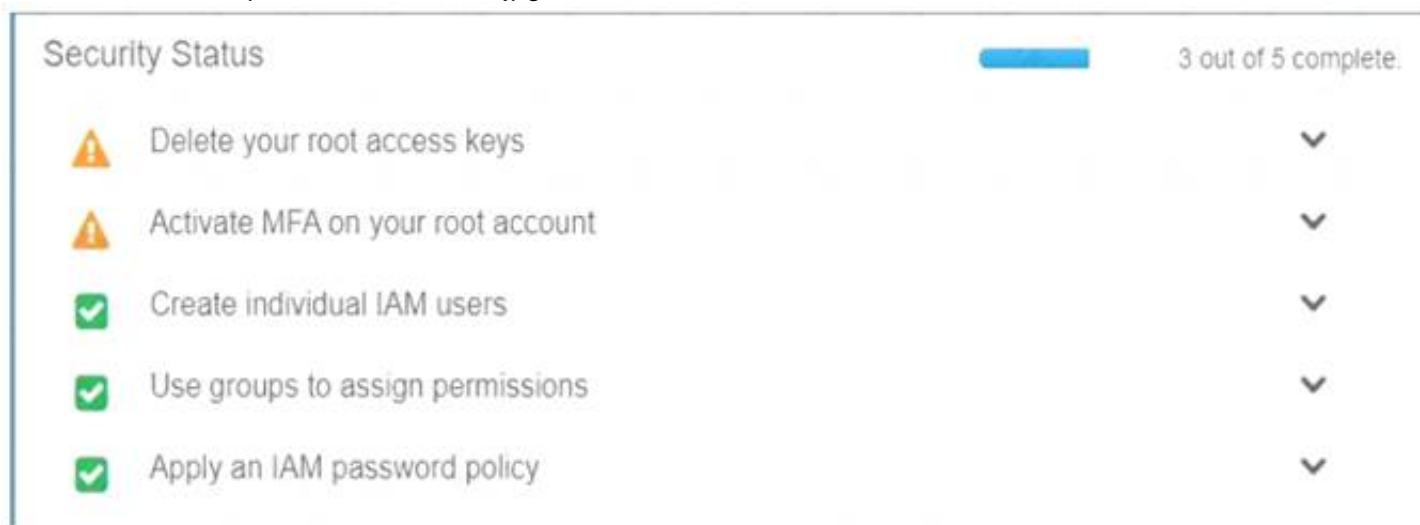 Security Status
3 out of 5 complete.
Delete your root access keys
Activate MFA on your root account
Create individual IAM users
Use groups to assign permissions
Apply an IAM password policy